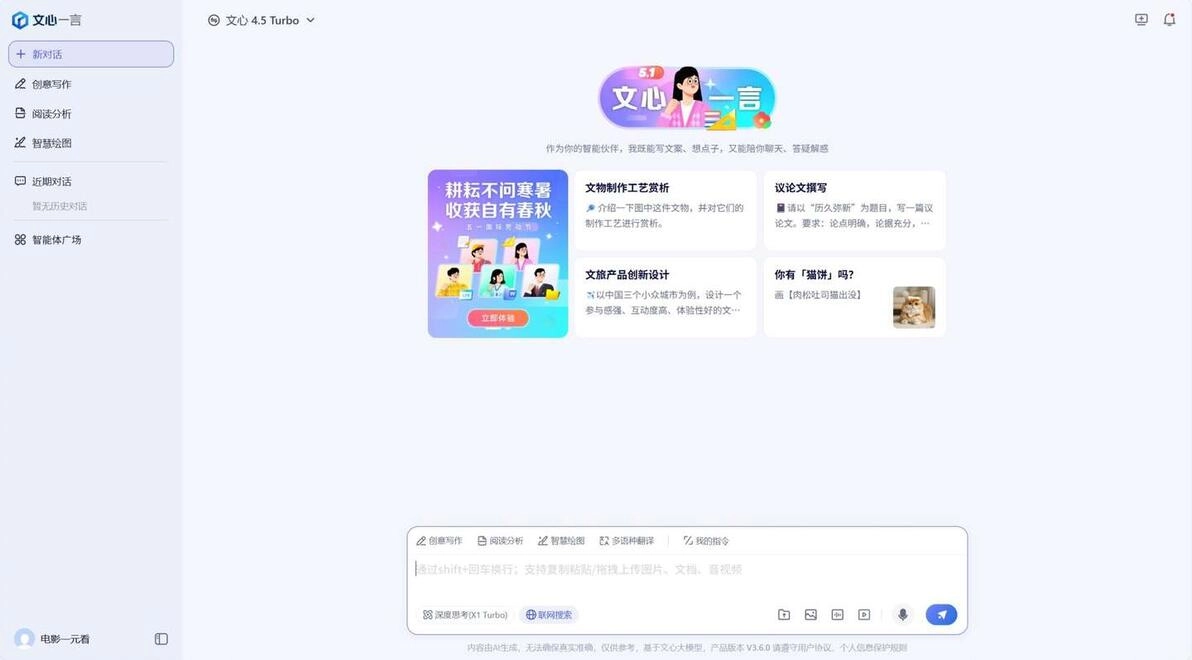 文心一言
文心 4.5 Turbo
新对话
创意写作
阅读分析
智慧绘图
近期对话
暂无历史对话
智能体广场
电影一元看
5.1
文心一言
作为你的智能伙伴，我既能写文案、想点子，又能陪你聊天、答疑解惑
耕耘不问寒暑
收获自有春秋
五一国际劳动节
立即体验
文物制作工艺赏析
介绍一下图中这件文物，并对它们的
制作工艺进行赏析。
议论文撰写
请以“历久弥新”为题目，写一篇议
论文。要求：论点明确，论据充分，…
文旅产品创新设计
以中国三个小众城市为例，设计一个
参与感强、互动度高、体验性好的文…
你有「猫饼」吗?
画【肉松吐司猫出没】
创意写作 阅读分析 智慧绘图 多语种翻译 我的指令
通过shift+回车换行；支持复制粘贴/拖拽上传图片、文档、音视频
深度思考(X1 Turbo) 联网搜索
内容由AI生成，无法确保真实准确，仅供参考，基于文心大模型，产品版本 V3.6.0 请遵守用户协议，个人信息保护规则